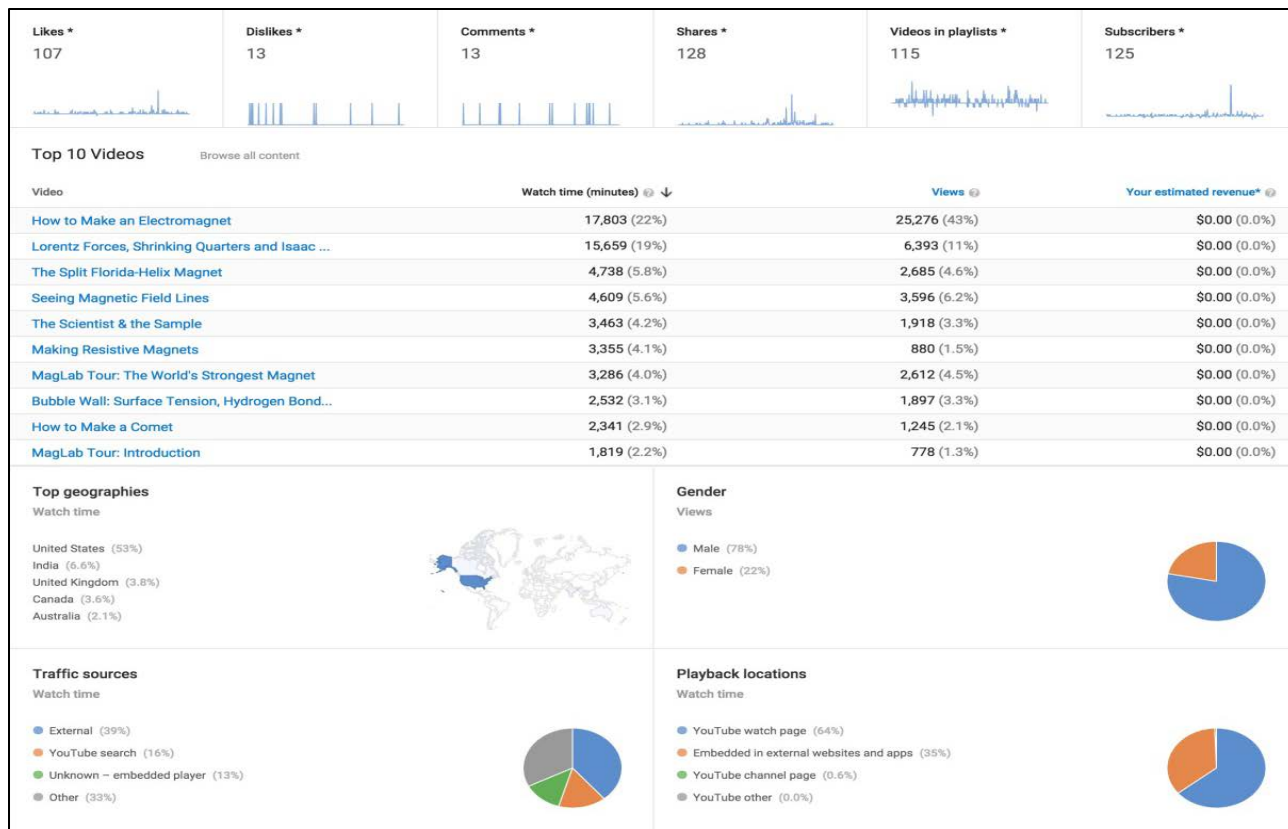 Likes * Dislikes * Comments * Shares * Videos in playlists * Subscribers *
107 13 13 128 115 125
Top 10 Videos Browse all content
Video Watch time (minutes) ? ↓ Views ? Your estimated revenue* ?
How to Make an Electromagnet 17,803 (22%) 25,276 (43%) $0.00 (0.0%)
Lorentz Forces, Shrinking Quarters and Isaac ... 15,659 (19%) 6,393 (11%) $0.00 (0.0%)
The Split Florida-Helix Magnet 4,738 (5.8%) 2,685 (4.6%) $0.00 (0.0%)
Seeing Magnetic Field Lines 4,609 (5.6%) 3,596 (6.2%) $0.00 (0.0%)
The Scientist & the Sample 3,463 (4.2%) 1,918 (3.3%) $0.00 (0.0%)
Making Resistive Magnets 3,355 (4.1%) 880 (1.5%) $0.00 (0.0%)
MagLab Tour: The World's Strongest Magnet 3,286 (4.0%) 2,612 (4.5%) $0.00 (0.0%)
Bubble Wall: Surface Tension, Hydrogen Bond... 2,532 (3.1%) 1,897 (3.3%) $0.00 (0.0%)
How to Make a Comet 2,341 (2.9%) 1,245 (2.1%) $0.00 (0.0%)
MagLab Tour: Introduction 1,819 (2.2%) 778 (1.3%) $0.00 (0.0%)
Top geographies
Watch time
United States (53%)
India (6.6%)
United Kingdom (3.8%)
Canada (3.6%)
Australia (2.1%)
Gender
Views
Male (78%)
Female (22%)
Traffic sources
Watch time
External (39%)
YouTube search (16%)
Unknown – embedded player (13%)
Other (33%)
Playback locations
Watch time
YouTube watch page (64%)
Embedded in external websites and apps (35%)
YouTube channel page (0.6%)
YouTube other (0.0%)